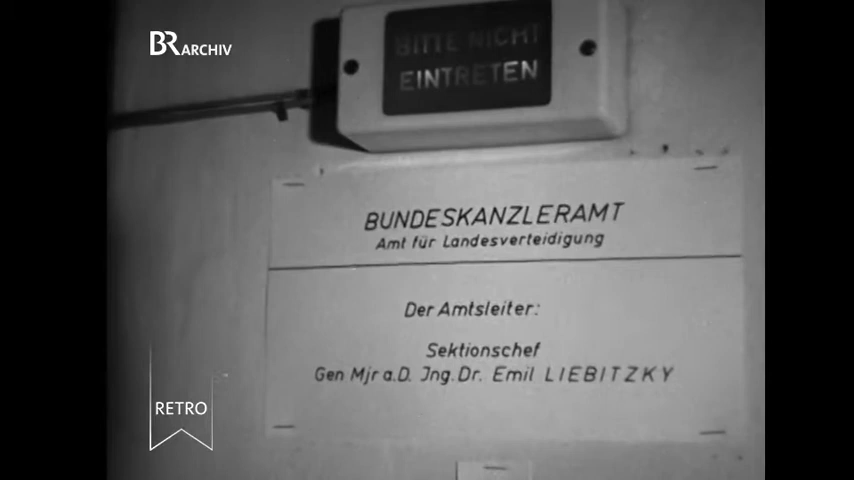 BR ARCHIV
BITTE NICHT
EINTRETEN
BUNDESKANZLERAMT
Amt für Landesverteidigung
Der Amtsleiter:
Sektionschef
Gen Mjr a.D. Jng. Dr. Emil LIEBITZKY
RETRO